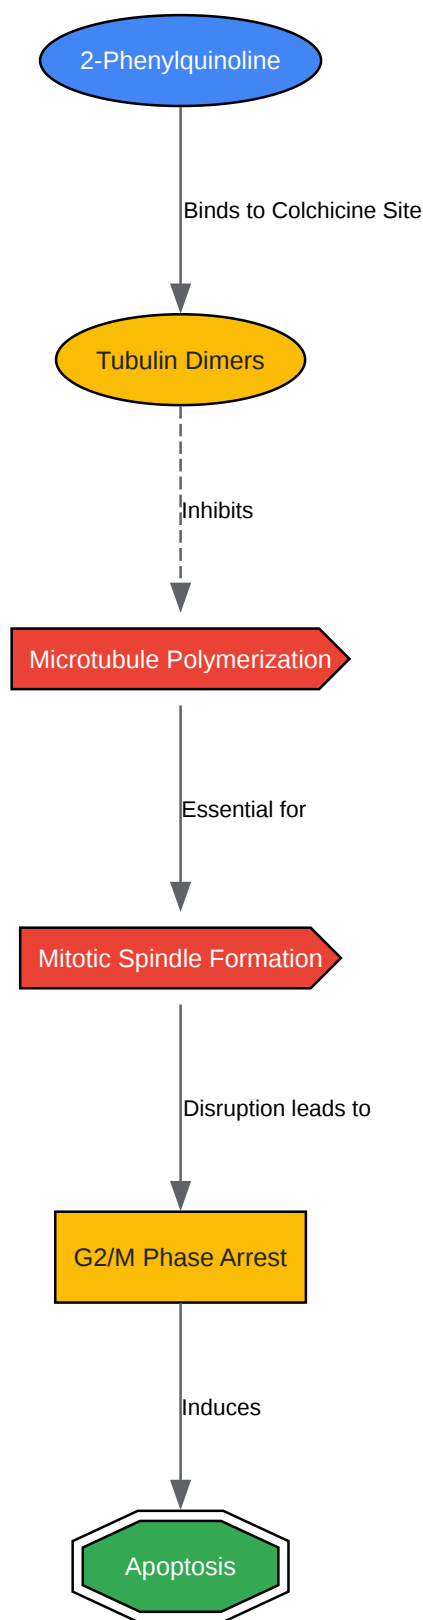 2-Phenylquinoline
Binds to Colchicine Site
Tubulin Dimers
Inhibits
Microtubule Polymerization
Essential for
Mitotic Spindle Formation
Disruption leads to
G2/M Phase Arrest
Induces
Apoptosis